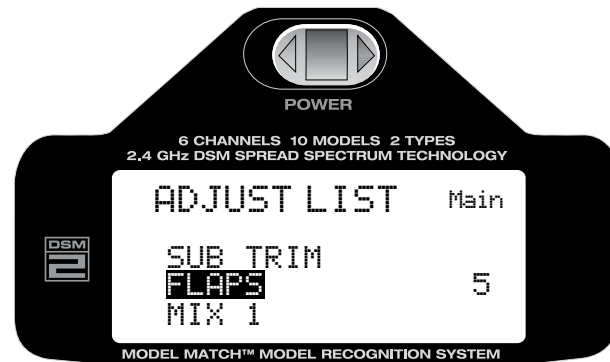 POWER
6 CHANNELS 10 MODELS 2 TYPES
2.4 GHz DSM SPREAD SPECTRUM TECHNOLOGY
ADJUST LIST Main
DSM
2
SUB TRIM
FLAPS 5
MIX 1
MODEL MATCH™ MODEL RECOGNITION SYSTEM